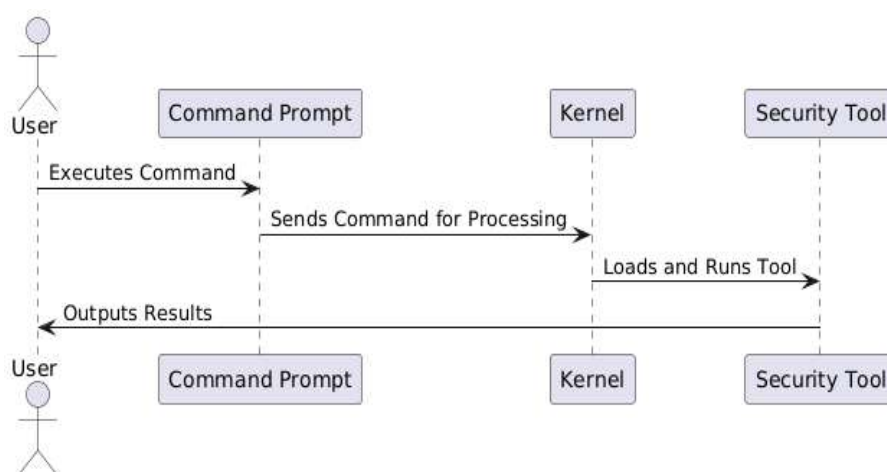 User
Command Prompt
Kernel
Security Tool
Executes Command
Sends Command for Processing
Loads and Runs Tool
Outputs Results
User
Command Prompt
Kernel
Security Tool